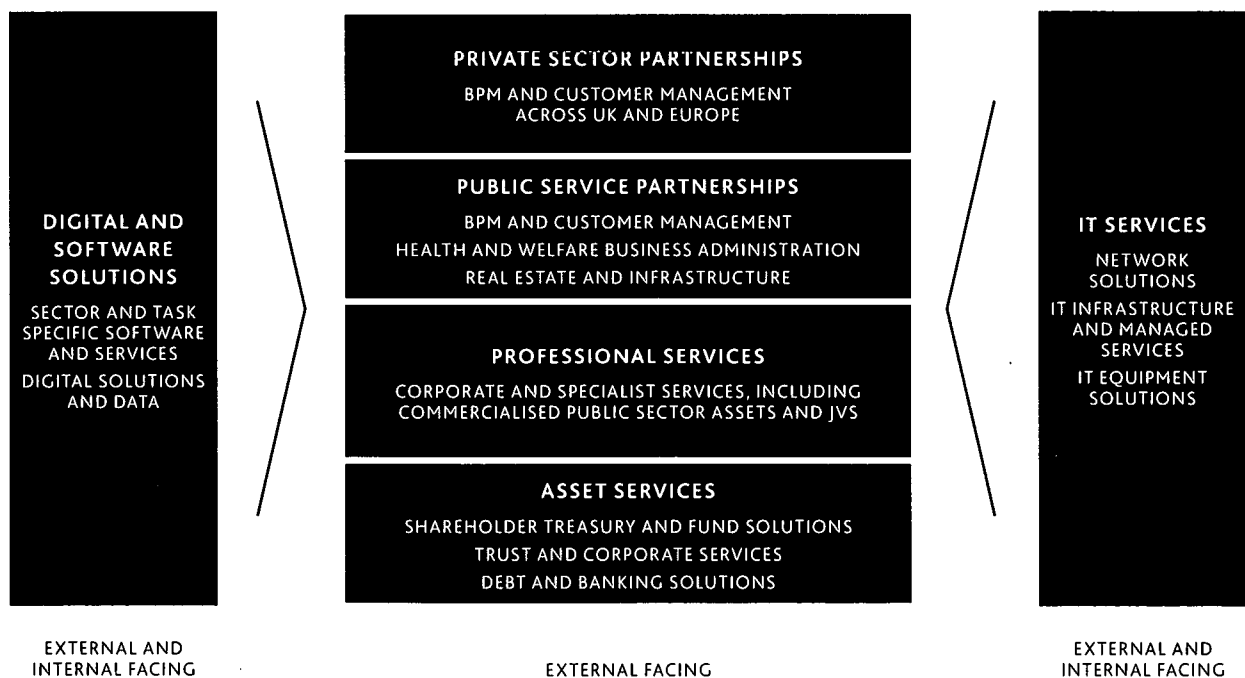 DIGITAL AND
SOFTWARE
SOLUTIONS
SECTOR AND TASK
SPECIFIC SOFTWARE
AND SERVICES
DIGITAL SOLUTIONS
AND DATA
EXTERNAL AND
INTERNAL FACING
PRIVATE SECTOR PARTNERSHIPS
BPM AND CUSTOMER MANAGEMENT
ACROSS UK AND EUROPE
PUBLIC SERVICE PARTNERSHIPS
BPM AND CUSTOMER MANAGEMENT
HEALTH AND WELFARE BUSINESS ADMINISTRATION
REAL ESTATE AND INFRASTRUCTURE
PROFESSIONAL SERVICES
CORPORATE AND SPECIALIST SERVICES, INCLUDING
COMMERCIALISED PUBLIC SECTOR ASSETS AND JVS
ASSET SERVICES
SHAREHOLDER TREASURY AND FUND SOLUTIONS
TRUST AND CORPORATE SERVICES
DEBT AND BANKING SOLUTIONS
EXTERNAL FACING
IT SERVICES
NETWORK
SOLUTIONS
IT INFRASTRUCTURE
AND MANAGED
SERVICES
IT EQUIPMENT
SOLUTIONS
EXTERNAL AND
INTERNAL FACING